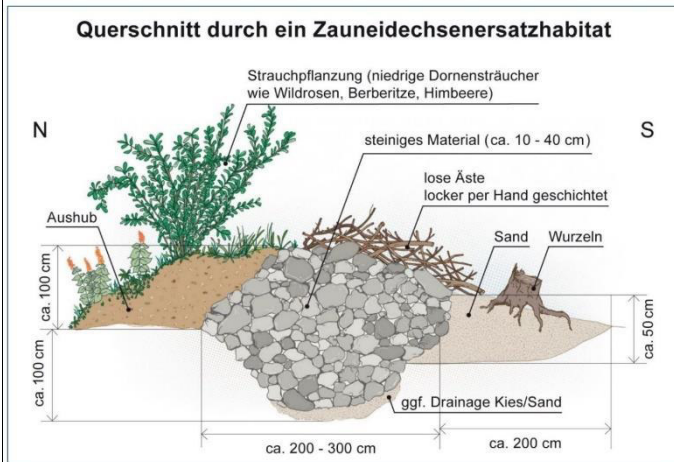 Querschnitt durch ein Zauneidechsenersatzhabitat
Strauchpflanzung (niedrige Dornensträucher
wie Wildrosen, Berberitze, Himbeere)
N
S
steiniges Material (ca. 10 - 40 cm)
lose Äste
locker per Hand geschichtet
Aushub
Sand
Wurzeln
ca. 100 cm
ca. 50 cm
ca. 100 cm
ggf. Drainage Kies/Sand
ca. 200 - 300 cm
ca. 200 cm